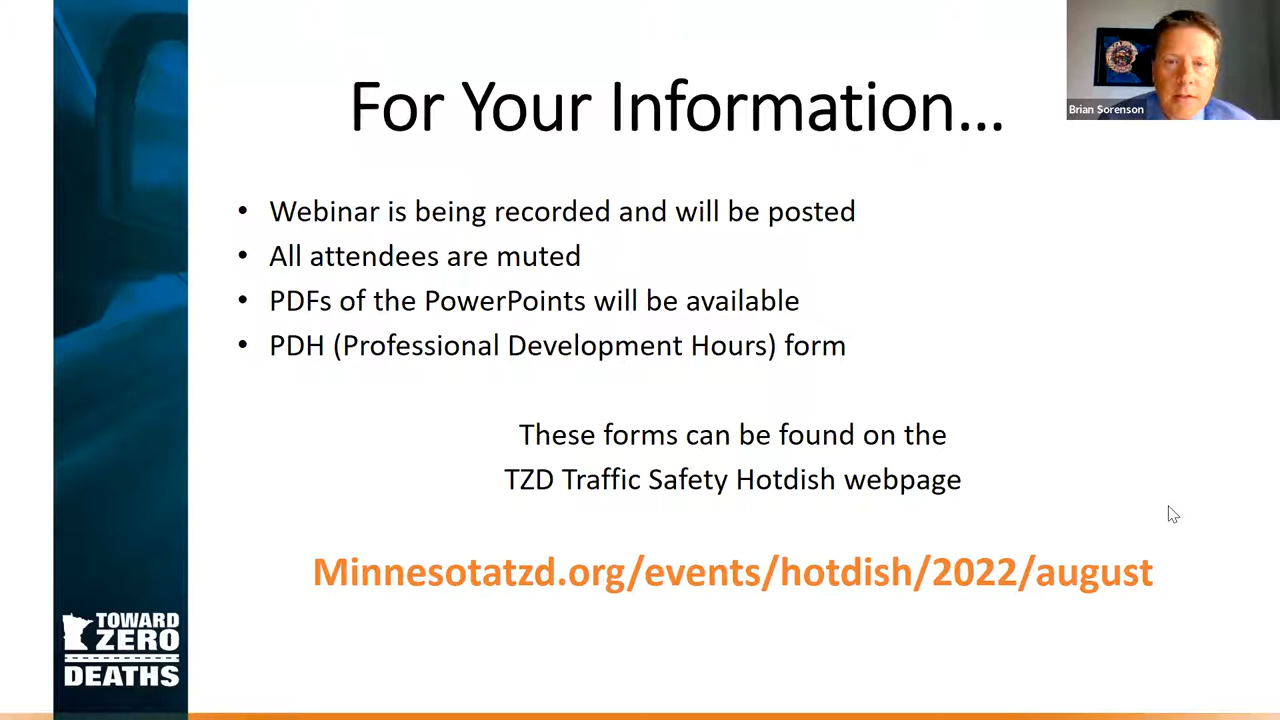 For Your Information...
Brian Sorenson
• Webinar is being recorded and will be posted
• All attendees are muted
• PDFs of the PowerPoints will be available
• PDH (Professional Development Hours) form
These forms can be found on the
TZD Traffic Safety Hotdish webpage
Minnesotatzd.org/events/hotdish/2022/august
TOWARD
ZERO
DEATHS